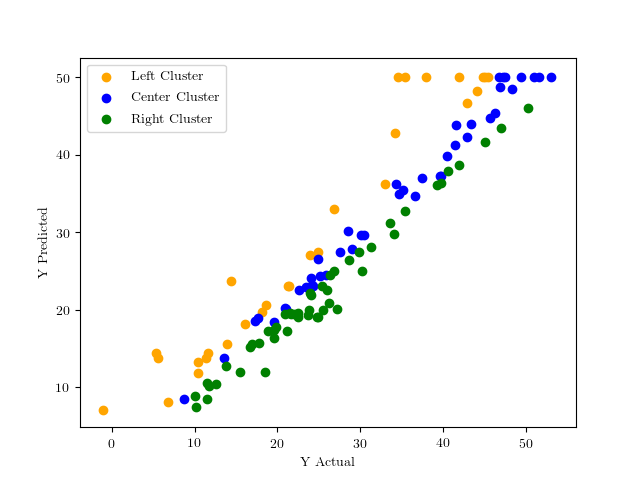 Left Cluster
Center Cluster
Right Cluster
50
40
30
20
10
Y Predicted
0 10 20 30 40 50
Y Actual